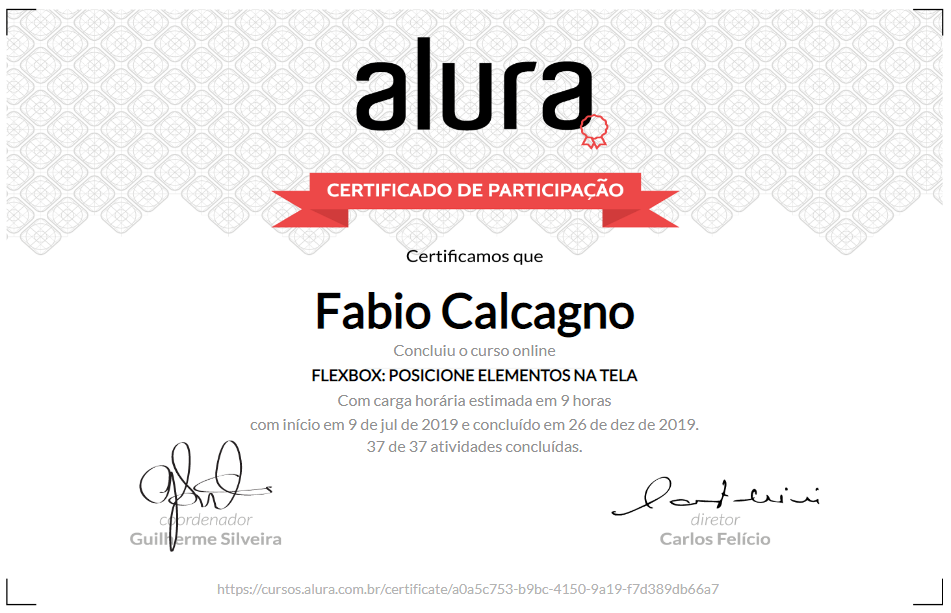 alura
CERTIFICADO DE PARTICIPAÇÃO
Certificamos que
Fabio Calcagno
Concluiu o curso online
FLEXBOX: POSICIONE ELEMENTOS NA TELA
Com carga horária estimada em 9 horas
com início em 9 de jul de 2019 e concluído em 26 de dez de 2019.
37 de 37 atividades concluídas.
coordenador
Guilherme Silveira
diretor
Carlos Felício
https://cursos.alura.com.br/certificate/a0a5c753-b9bc-4150-9a19-f7d389db66a7